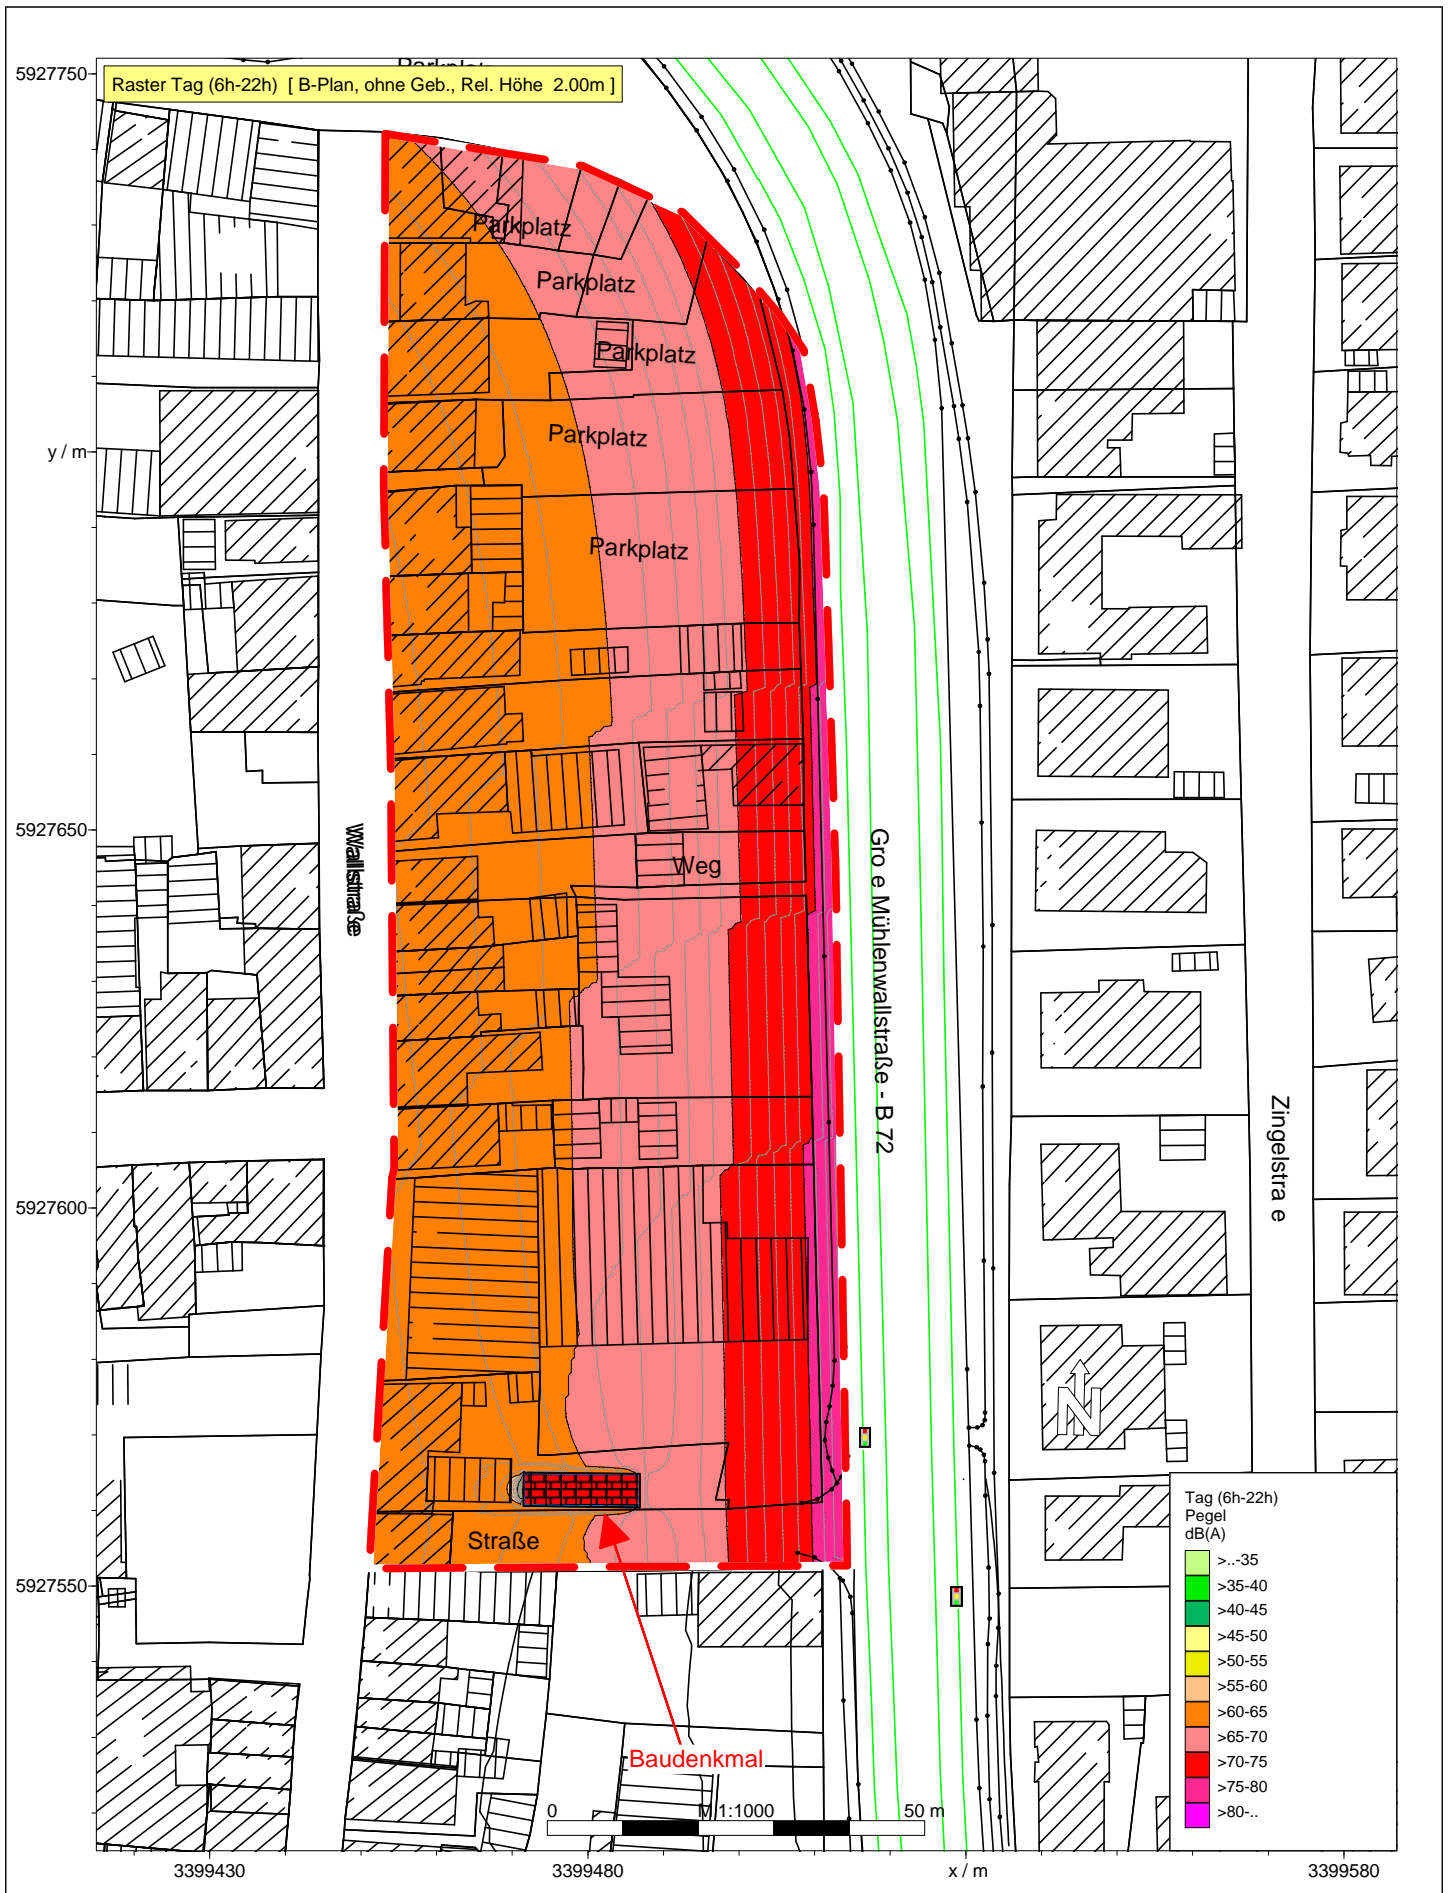 Parkplatz
5927750
Raster Tag (6h-22h)  [ B-Plan, ohne Geb., Rel. Höhe  2.00m ]
Parkplatz
Parkplatz
Parkplatz
Parkplatz
y / m
Parkplatz
5927650
Wallstraße
Weg
Gro e Mühlenwallstraße - B 72
Zingelstra e
5927600
N
Straße
5927550
Baudenkmal
Tag (6h-22h)
Pegel
dB(A)
>..-35
>35-40
>40-45
>45-50
>50-55
>55-60
>60-65
>65-70
>70-75
>75-80
>80-..
0 M 1:1000 50 m
3399430 3399480 x / m 3399580